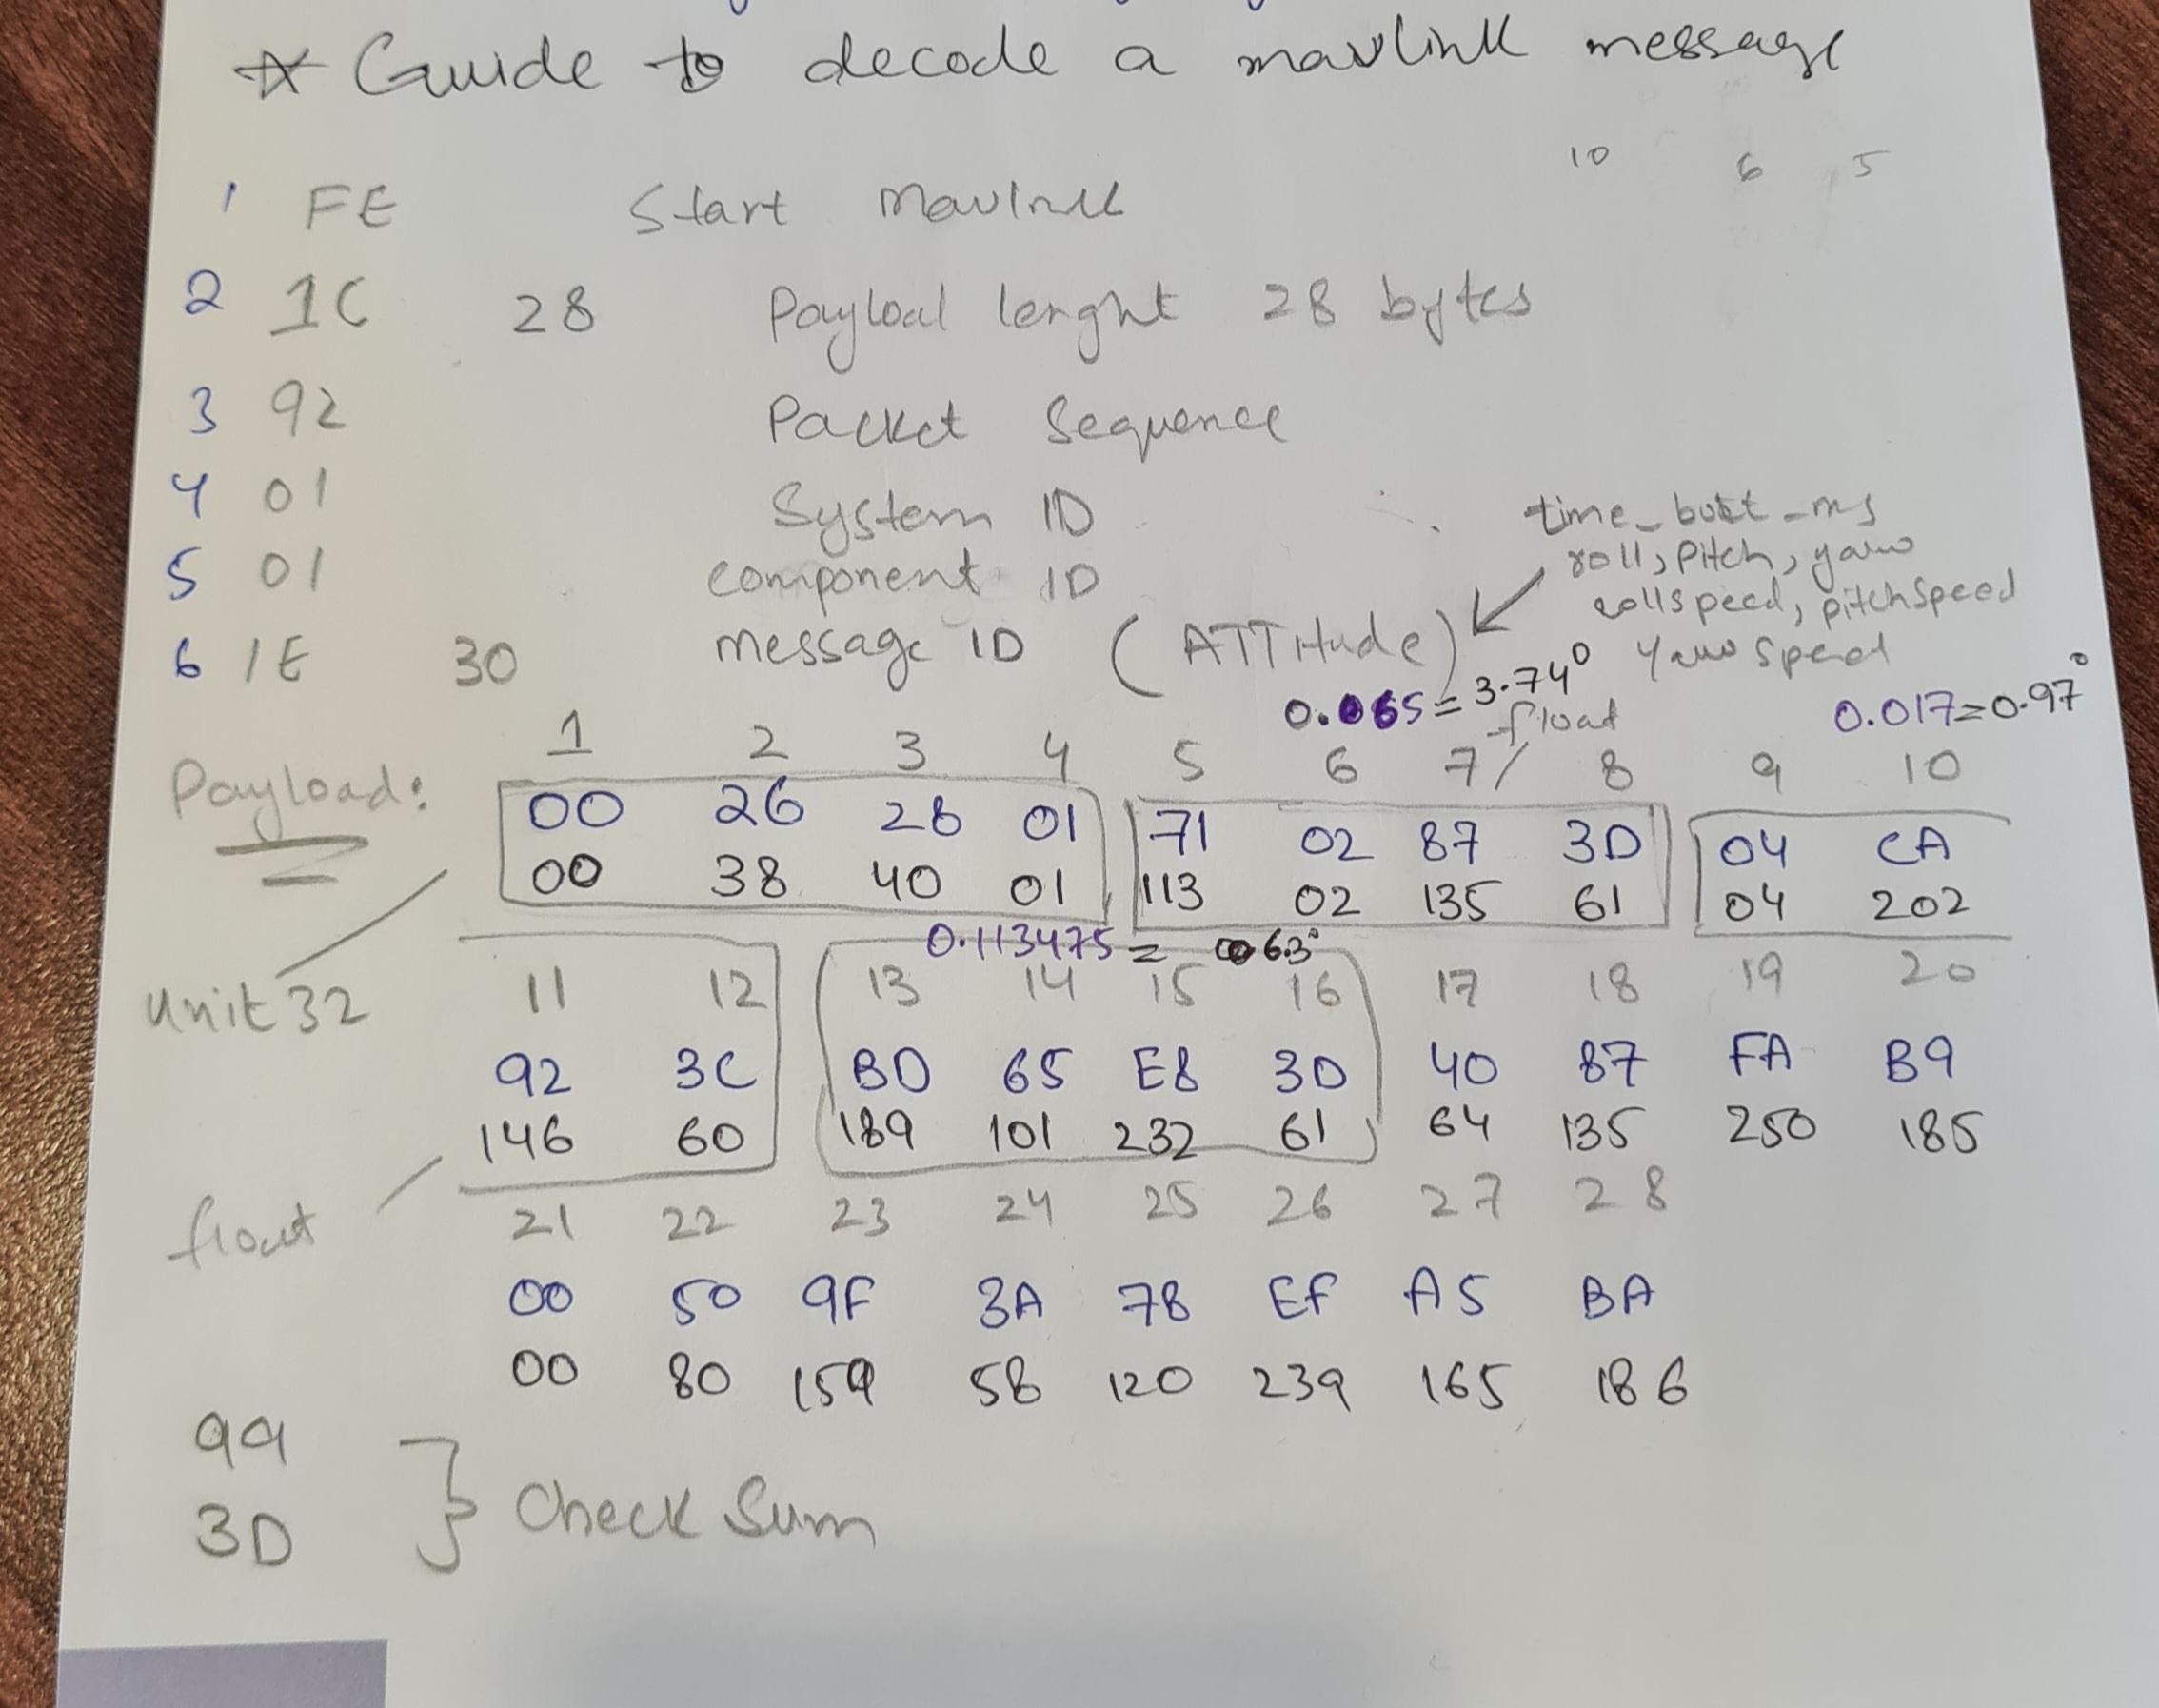 ☆ Guide to decode a mavlink message
10 6 5
1 FE Start Mavlink
2 1C 28 Payload lenght 28 bytes
3 92 Packet Sequence
4 01 System ID
time_boot_ms
5 01 component ID
roll, Pitch, yaw
rollspeed, pitchspeed
6 1E 30 message ID (ATTitude)
Yaw Speed
0.065=3.74° 0.017=0.97°
float
1 2 3 4 5 6 7 8 9 10
Payload:
00 26 28 01 71 02 87 3D 04 CA
00 38 40 01 113 02 135 61 04 202
0.113475 = 6.3°
unit 32
11 12 13 14 15 16 17 18 19 20
92 3C BD 65 E8 3D 40 87 FA B9
146 60 189 101 232 61 64 135 250 185
float
21 22 23 24 25 26 27 28
00 50 9F 3A 78 EF A5 BA
00 80 159 58 120 239 165 186
99
3D
} Check Sum